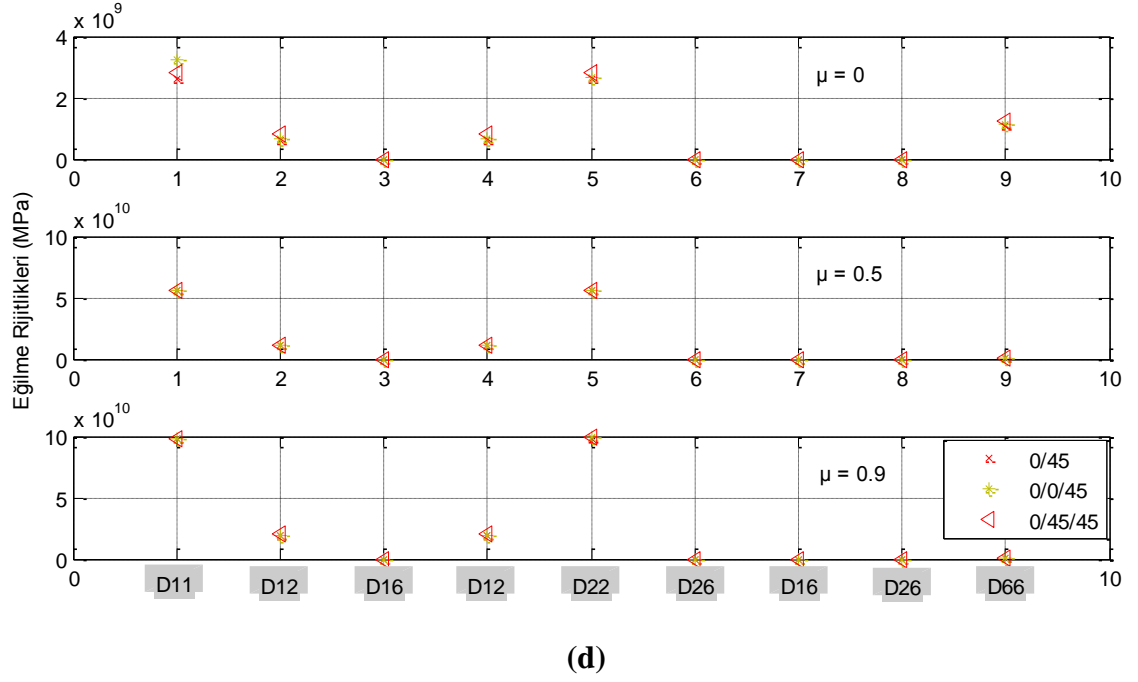 x 10^9
4
2
0
µ = 0
0 1 2 3 4 5 6 7 8 9 10
x 10^10
10
5
0
µ = 0.5
0 1 2 3 4 5 6 7 8 9 10
Eğilme Rijitlikleri (MPa)
x 10^10
10
5
0
µ = 0.9
0/45
0/0/45
0/45/45
0 10
D11 D12 D16 D12 D22 D26 D16 D26 D66
(d)